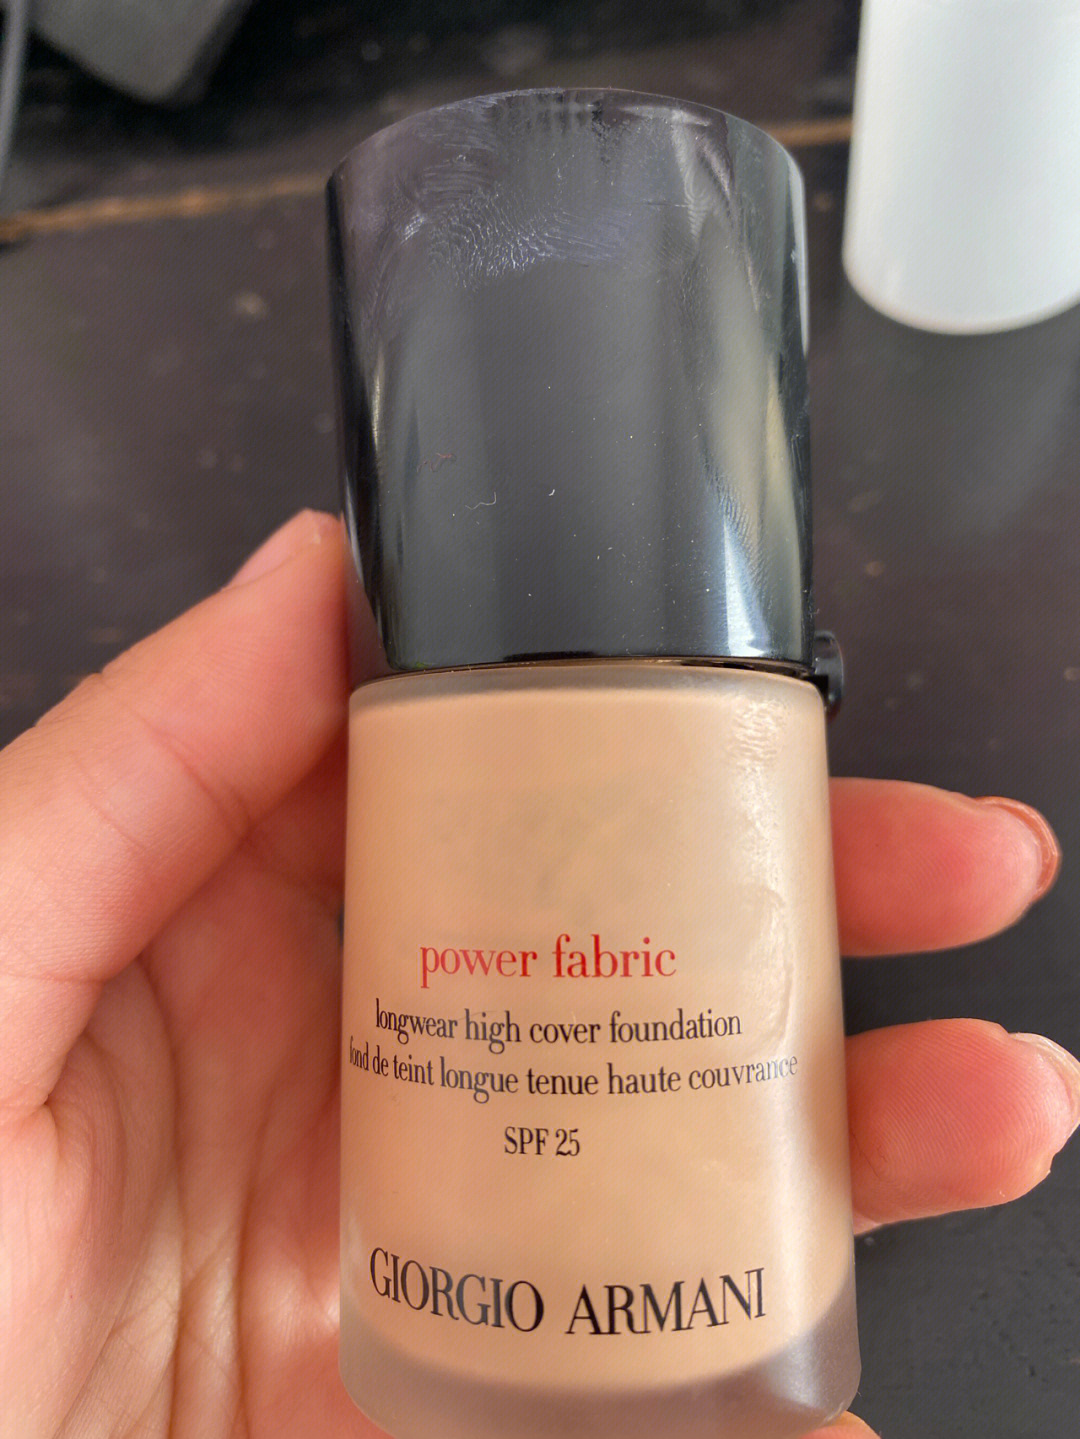 power fabric
longwear high cover foundation
fond de teint longue tenue haute couvrance
SPF 25
GIORGIO ARMANI